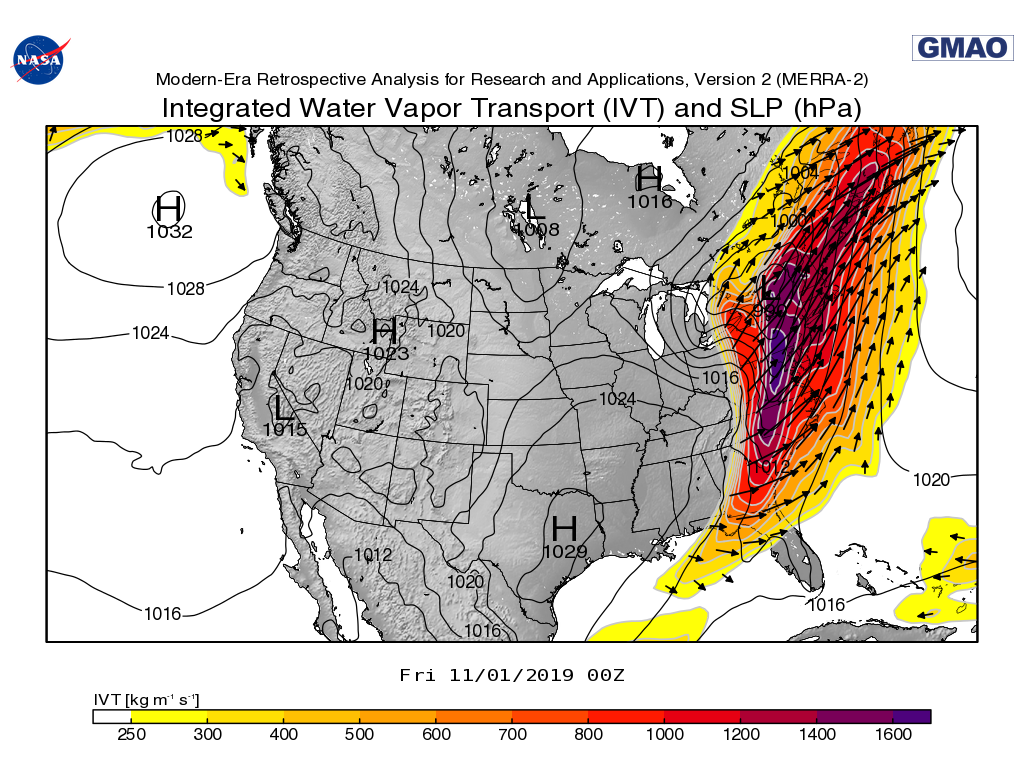 NASA
GMAO
Modern-Era Retrospective Analysis for Research and Applications, Version 2 (MERRA-2)
Integrated Water Vapor Transport (IVT) and SLP (hPa)
1028
H
1032
1028
1024
H
1016
L
1008
1004
1000
L
1024
1020
H
1023
1020
1016
1024
L
1015
1012
1020
H
1029
1012
1020
1016
1016
1016
Fri 11/01/2019 00Z
IVT [kg m⁻¹ s⁻¹]
250 300 400 500 600 700 800 1000 1200 1400 1600